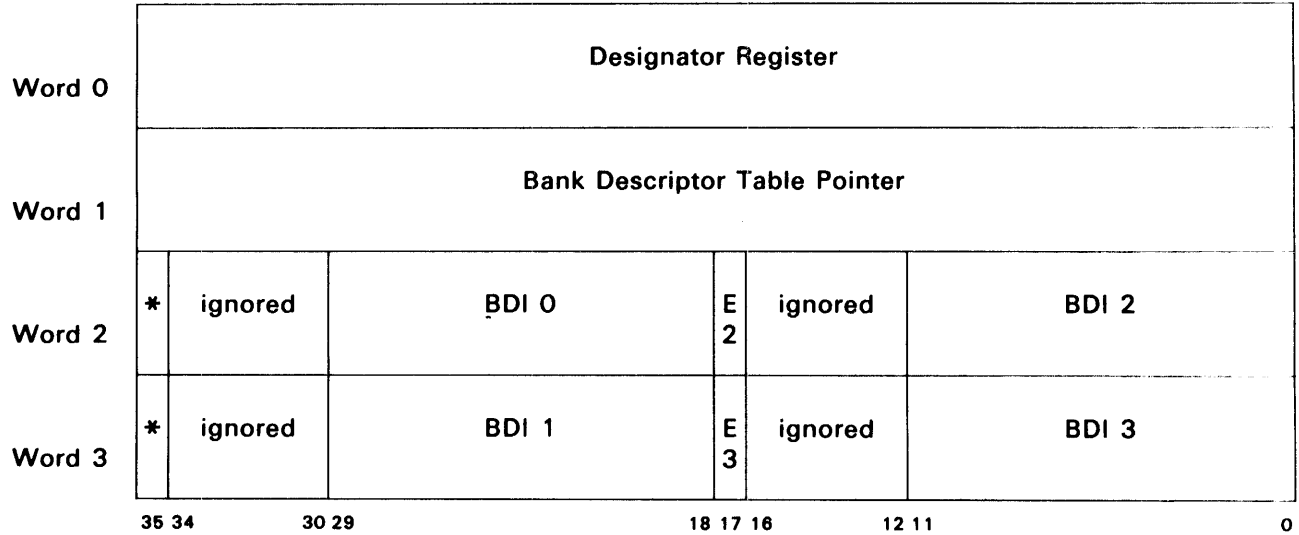 Designator Register
Word 0
Bank Descriptor Table Pointer
Word 1
* ignored BDI 0 E 2 ignored BDI 2
Word 2
* ignored BDI 1 E 3 ignored BDI 3
Word 3
35 34 30 29 18 17 16 12 11 0